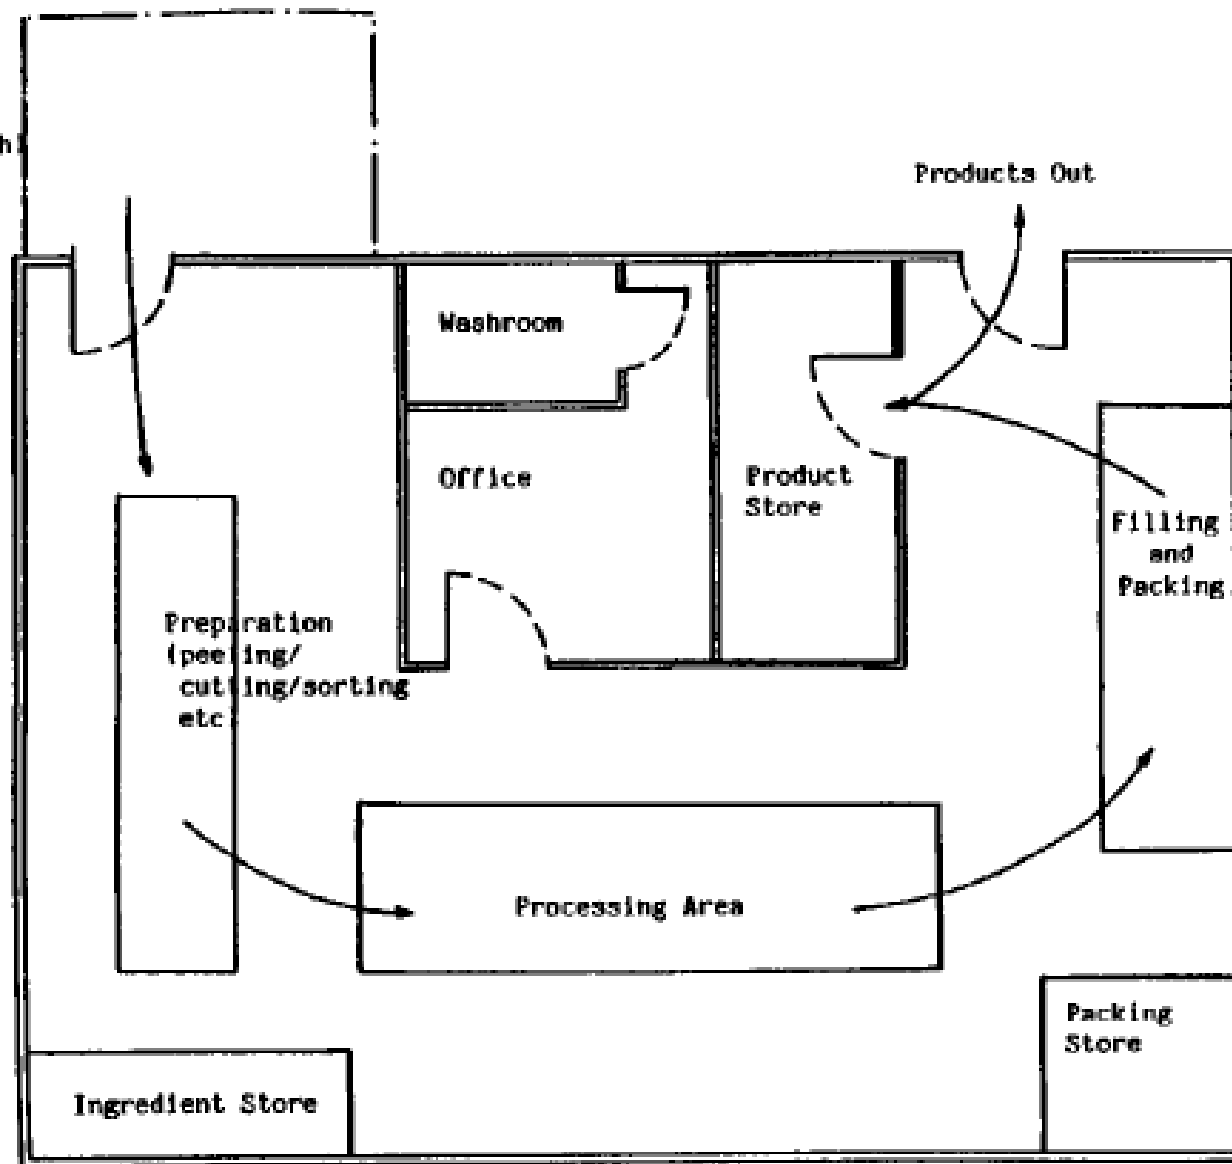 Products Out
Washroom
Office
Product
Store
Filling
and
Packing
Preparation
(peeling/
cutting/sorting
etc)
Processing Area
Packing
Store
Ingredient Store